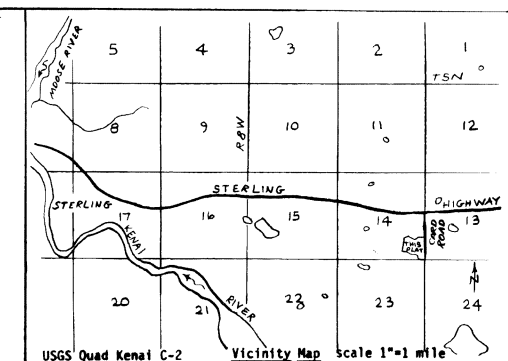 5 4 3 2 1
MOOSE RIVER
T5N
8 9 10 11 12
R8W
STERLING HIGHWAY
STERLING
17 16 15 14 13
KENAI RIVER
THIS
PLAT
CARD ROAD
N
20 21 22 23 24
USGS Quad Kenai C-2 Vicinity Map scale 1"=1 mile